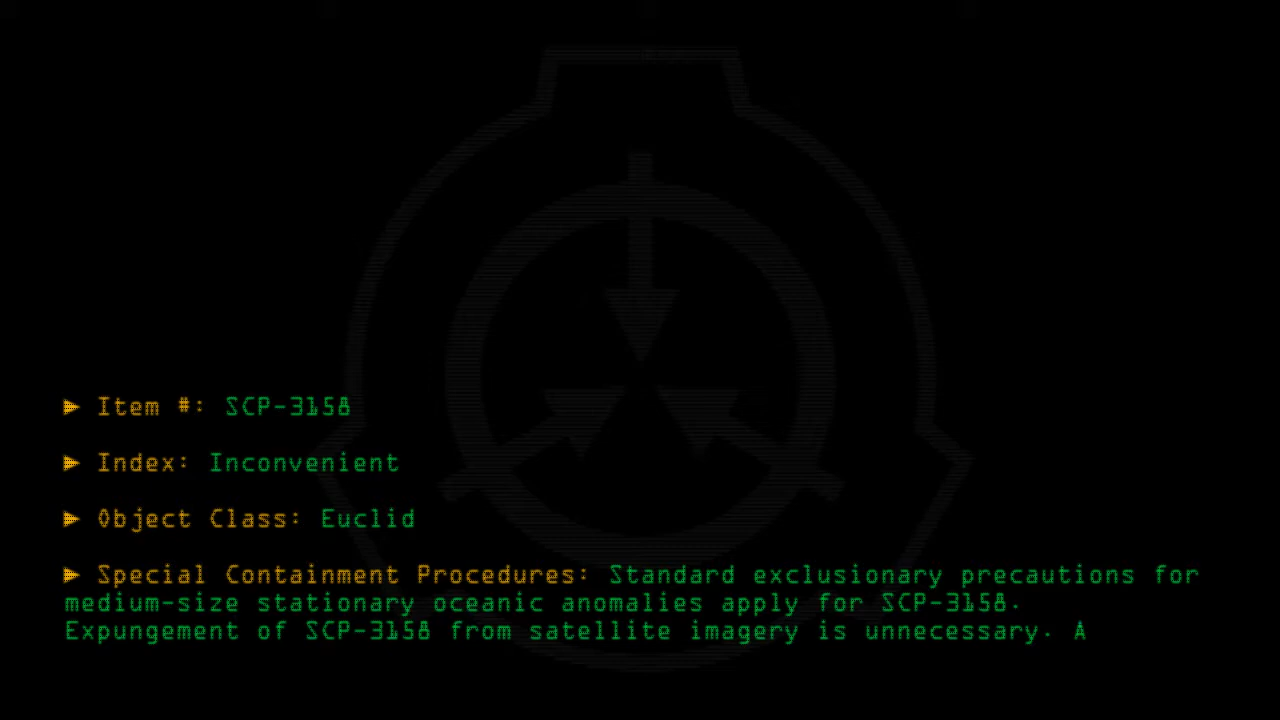 ► Item #: SCP-3158
► Index: Inconvenient
► Object Class: Euclid
► Special Containment Procedures: Standard exclusionary precautions for
medium-size stationary oceanic anomalies apply for SCP-3158.
Expungement of SCP-3158 from satellite imagery is unnecessary. A